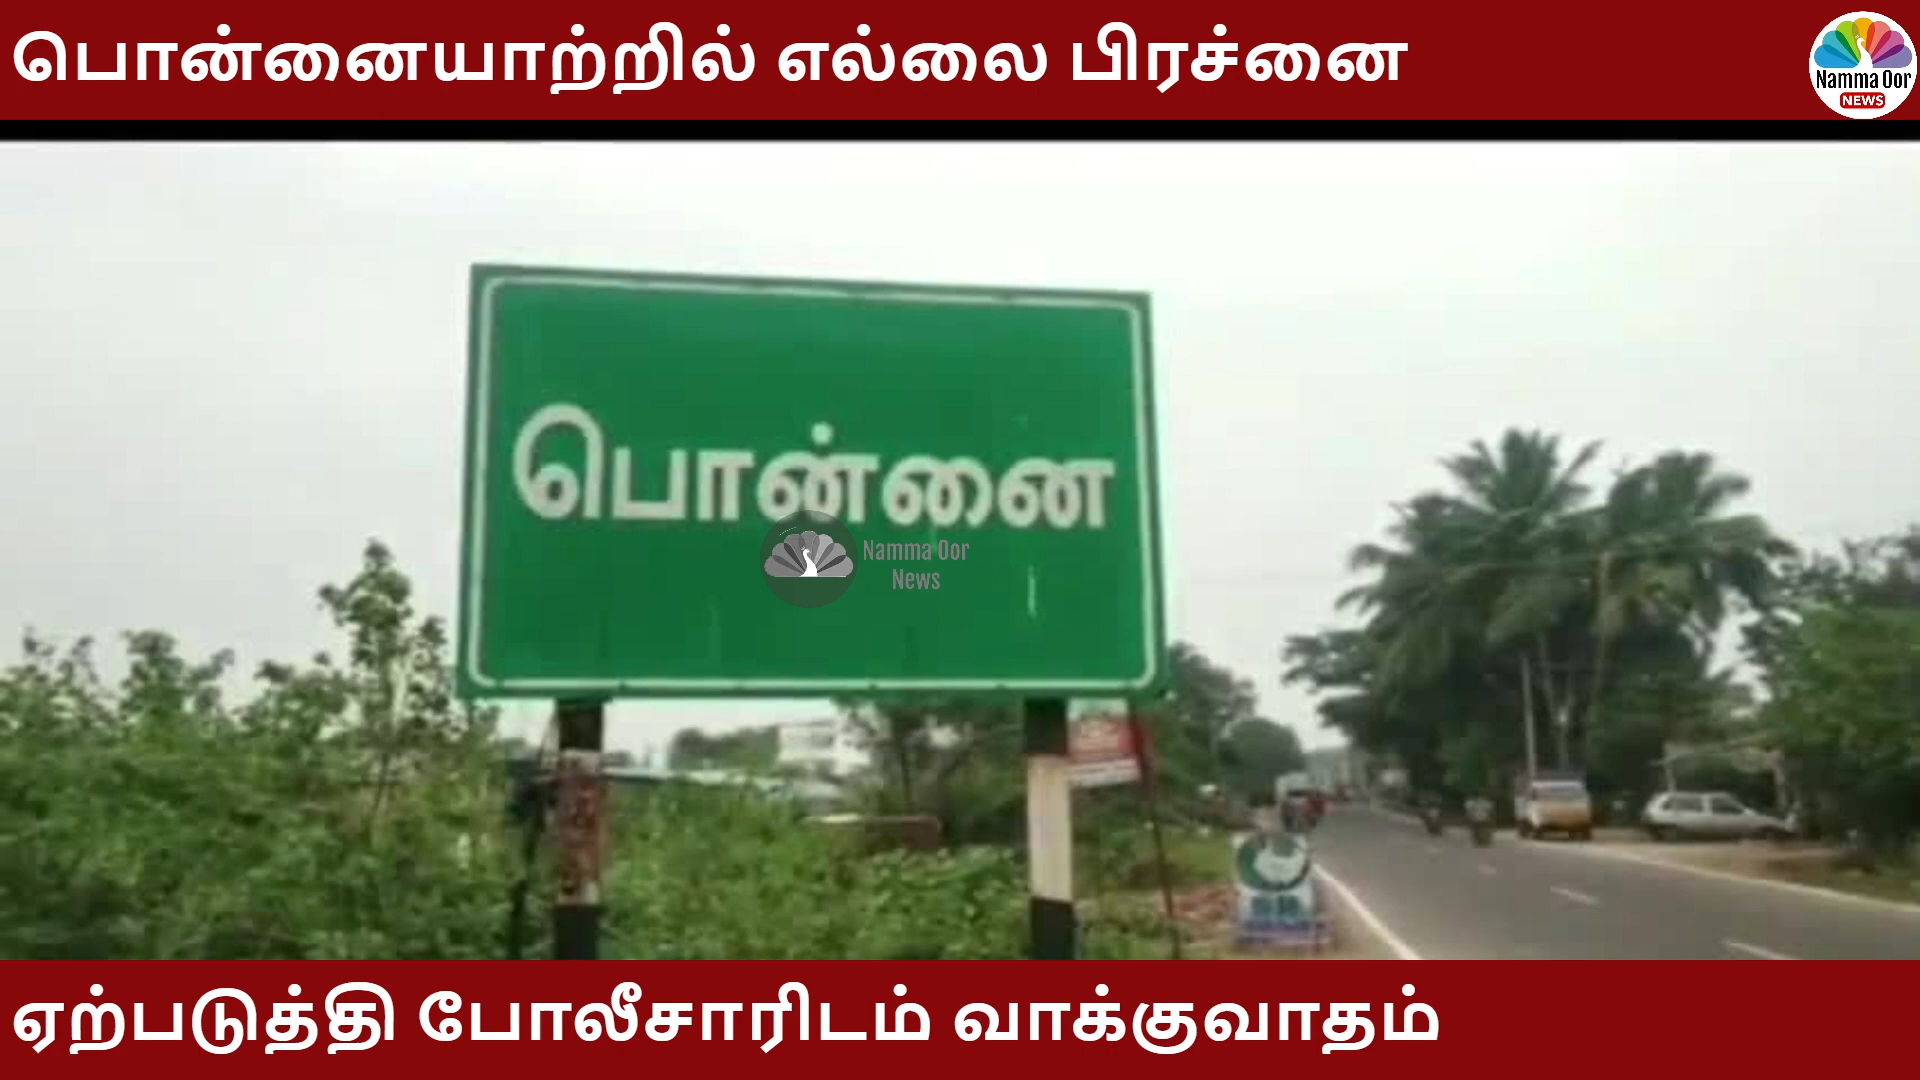 பொன்னையாற்றில் எல்லை பிரச்னை
Namma Oor
NEWS
பொன்னை
Namma Oor
News
ஏற்படுத்தி போலீசாரிடம் வாக்குவாதம்